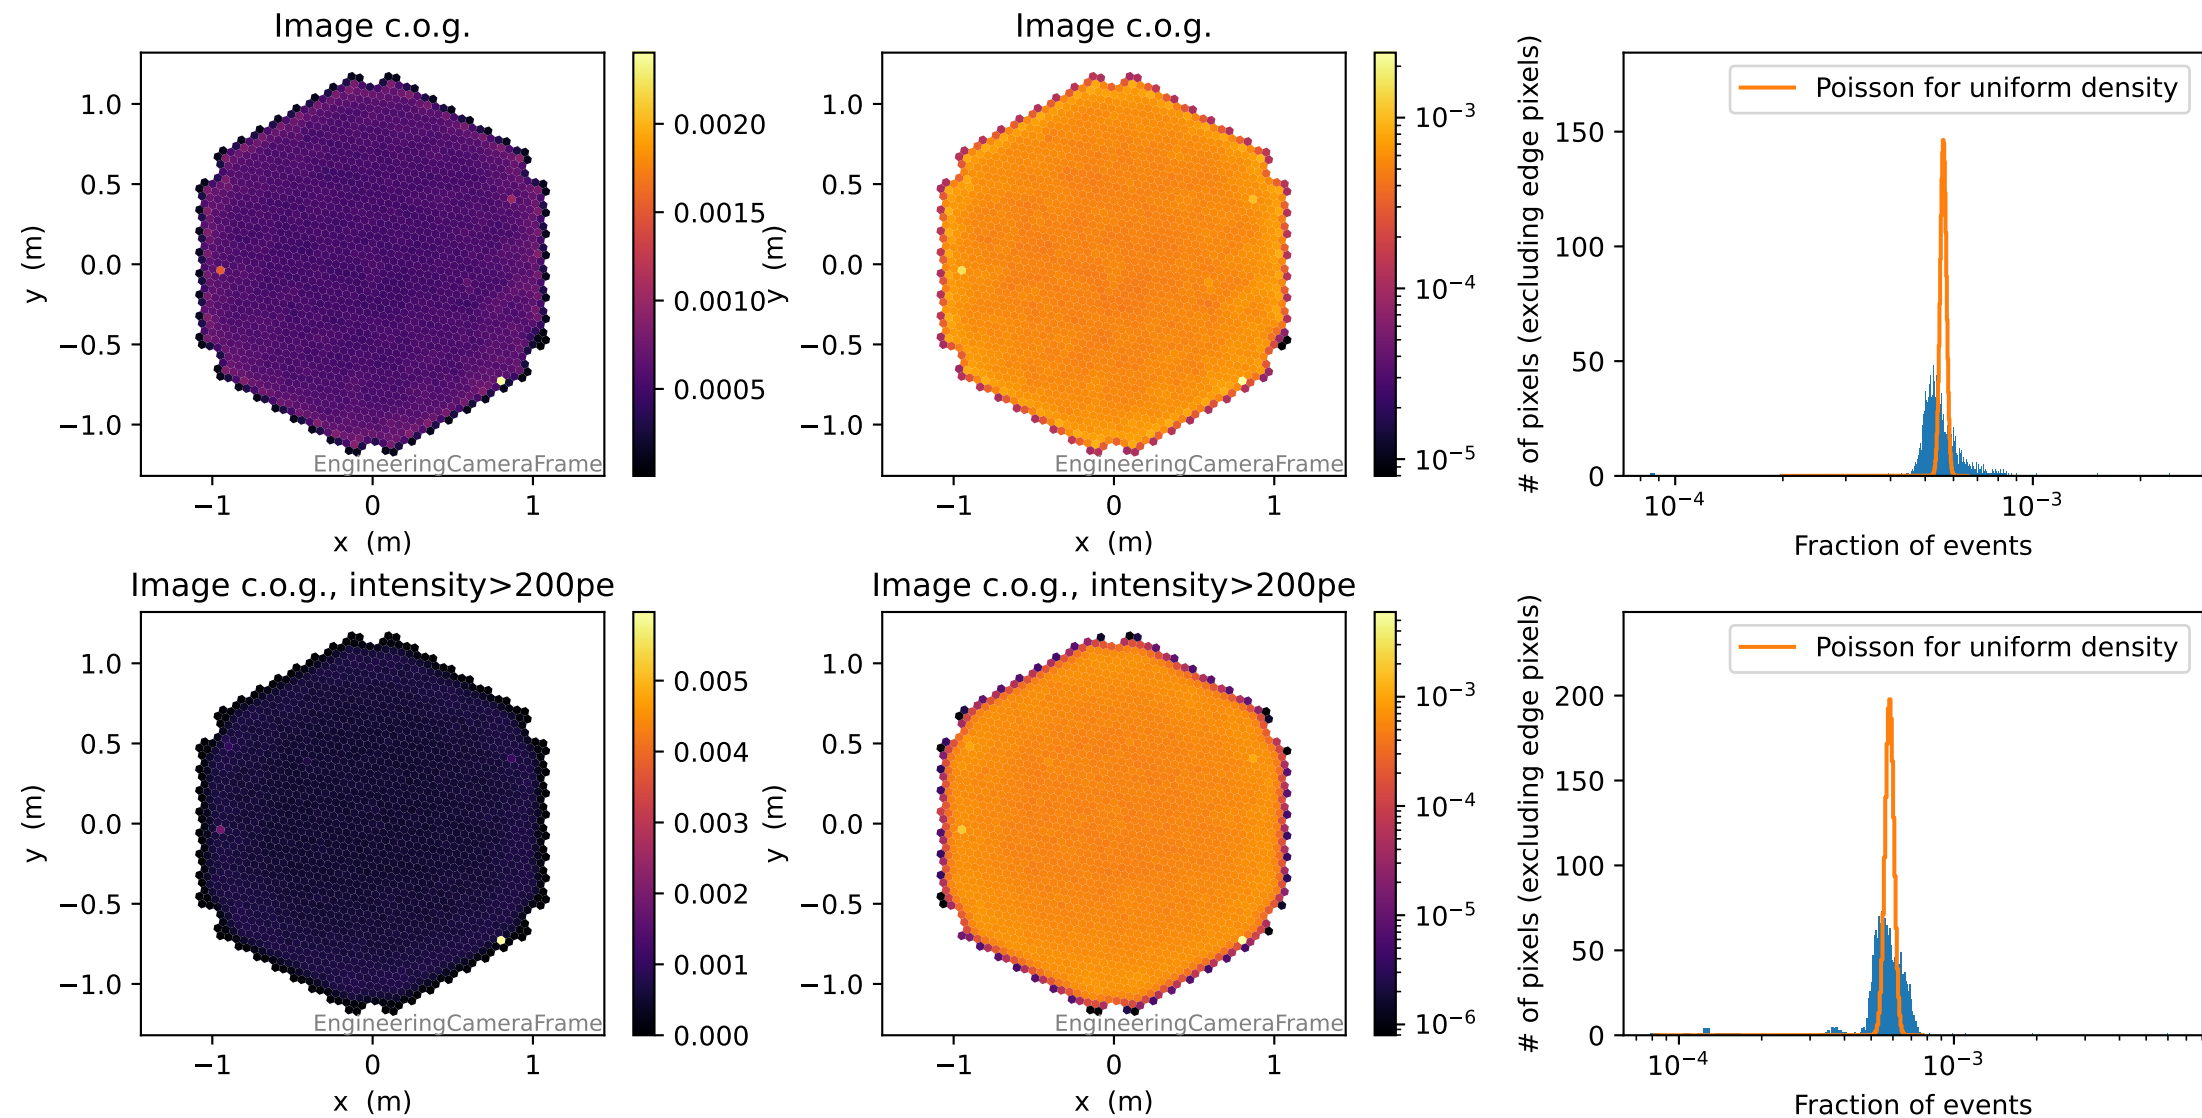 Image c.o.g.
1.0
0.5
0.0
−0.5
−1.0
y (m)
−1
0
1
x (m)
EngineeringCameraFrame
0.0020
0.0015
0.0010
0.0005
Image c.o.g.
1.0
0.5
0.0
−0.5
−1.0
y (m)
−1
0
1
x (m)
EngineeringCameraFrame
10⁻³
10⁻⁴
10⁻⁵
Poisson for uniform density
150
100
50
0
# of pixels (excluding edge pixels)
10⁻⁴
10⁻³
Fraction of events
Image c.o.g., intensity>200pe
1.0
0.5
0.0
−0.5
−1.0
y (m)
−1
0
1
x (m)
EngineeringCameraFrame
0.005
0.004
0.003
0.002
0.001
0.000
Image c.o.g., intensity>200pe
1.0
0.5
0.0
−0.5
−1.0
y (m)
−1
0
1
x (m)
EngineeringCameraFrame
10⁻³
10⁻⁴
10⁻⁵
10⁻⁶
Poisson for uniform density
200
150
100
50
0
# of pixels (excluding edge pixels)
10⁻⁴
10⁻³
Fraction of events